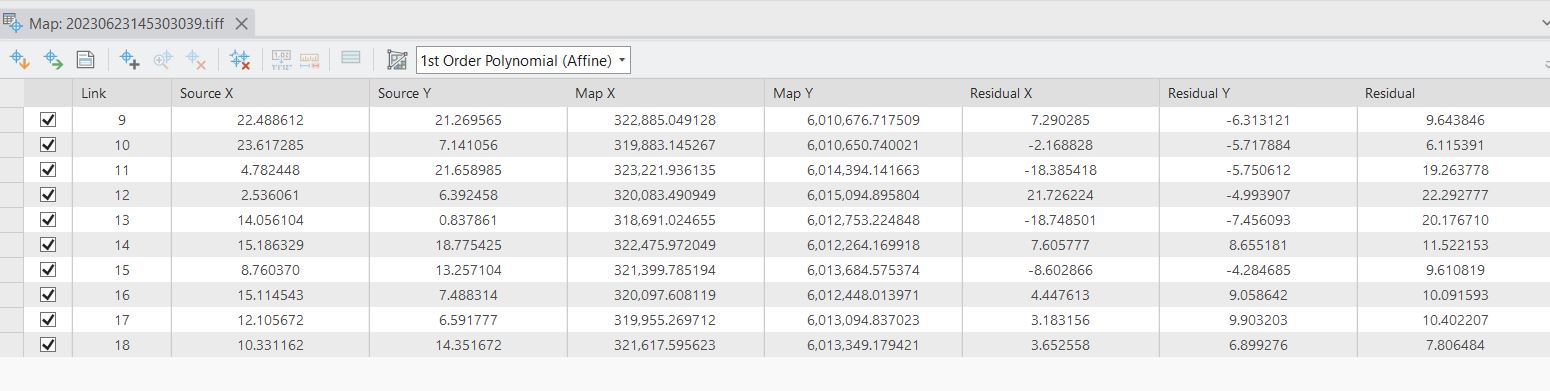 Map: 20230623145303039.tiff
1st Order Polynomial (Affine)
Link Source X Source Y Map X Map Y Residual X Residual Y Residual
9 22.488612 21.269565 322,885.049128 6,010,676.717509 7.290285 -6.313121 9.643846
10 23.617285 7.141056 319,883.145267 6,010,650.740021 -2.168828 -5.717884 6.115391
11 4.782448 21.658985 323,221.936135 6,014,394.141663 -18.385418 -5.750612 19.263778
12 2.536061 6.392458 320,083.490949 6,015,094.895804 21.726224 -4.993907 22.292777
13 14.056104 0.837861 318,691.024655 6,012,753.224848 -18.748501 -7.456093 20.176710
14 15.186329 18.775425 322,475.972049 6,012,264.169918 7.605777 8.655181 11.522153
15 8.760370 13.257104 321,399.785194 6,013,684.575374 -8.602866 -4.284685 9.610819
16 15.114543 7.488314 320,097.608119 6,012,448.013971 4.447613 9.058642 10.091593
17 12.105672 6.591777 319,955.269712 6,013,094.837023 3.183156 9.903203 10.402207
18 10.331162 14.351672 321,617.595623 6,013,349.179421 3.652558 6.899276 7.806484